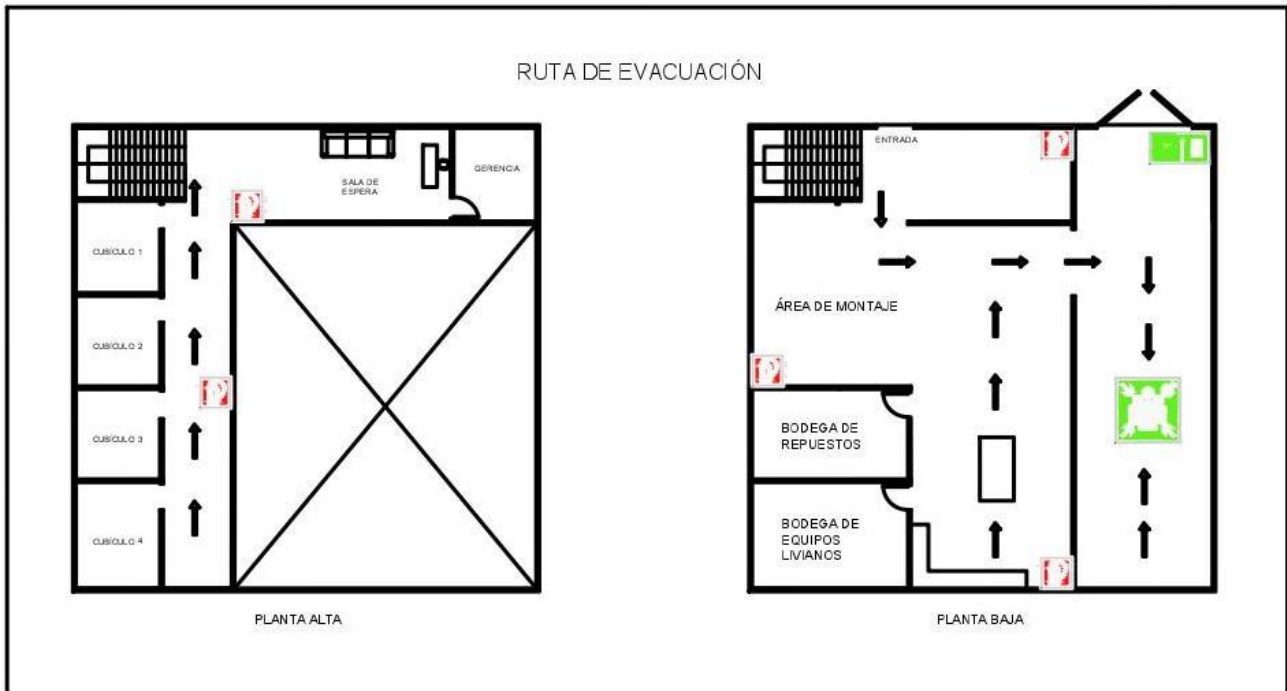 RUTA DE EVACUACIÓN
SALA DE
ESPERA
GERENCIA
CUBÍCULO 1
CUBÍCULO 2
CUBÍCULO 3
CUBÍCULO 4
PLANTA ALTA
ENTRADA
ÁREA DE MONTAJE
BODEGA DE
REPUESTOS
BODEGA DE
EQUIPOS
LIVIANOS
PLANTA BAJA